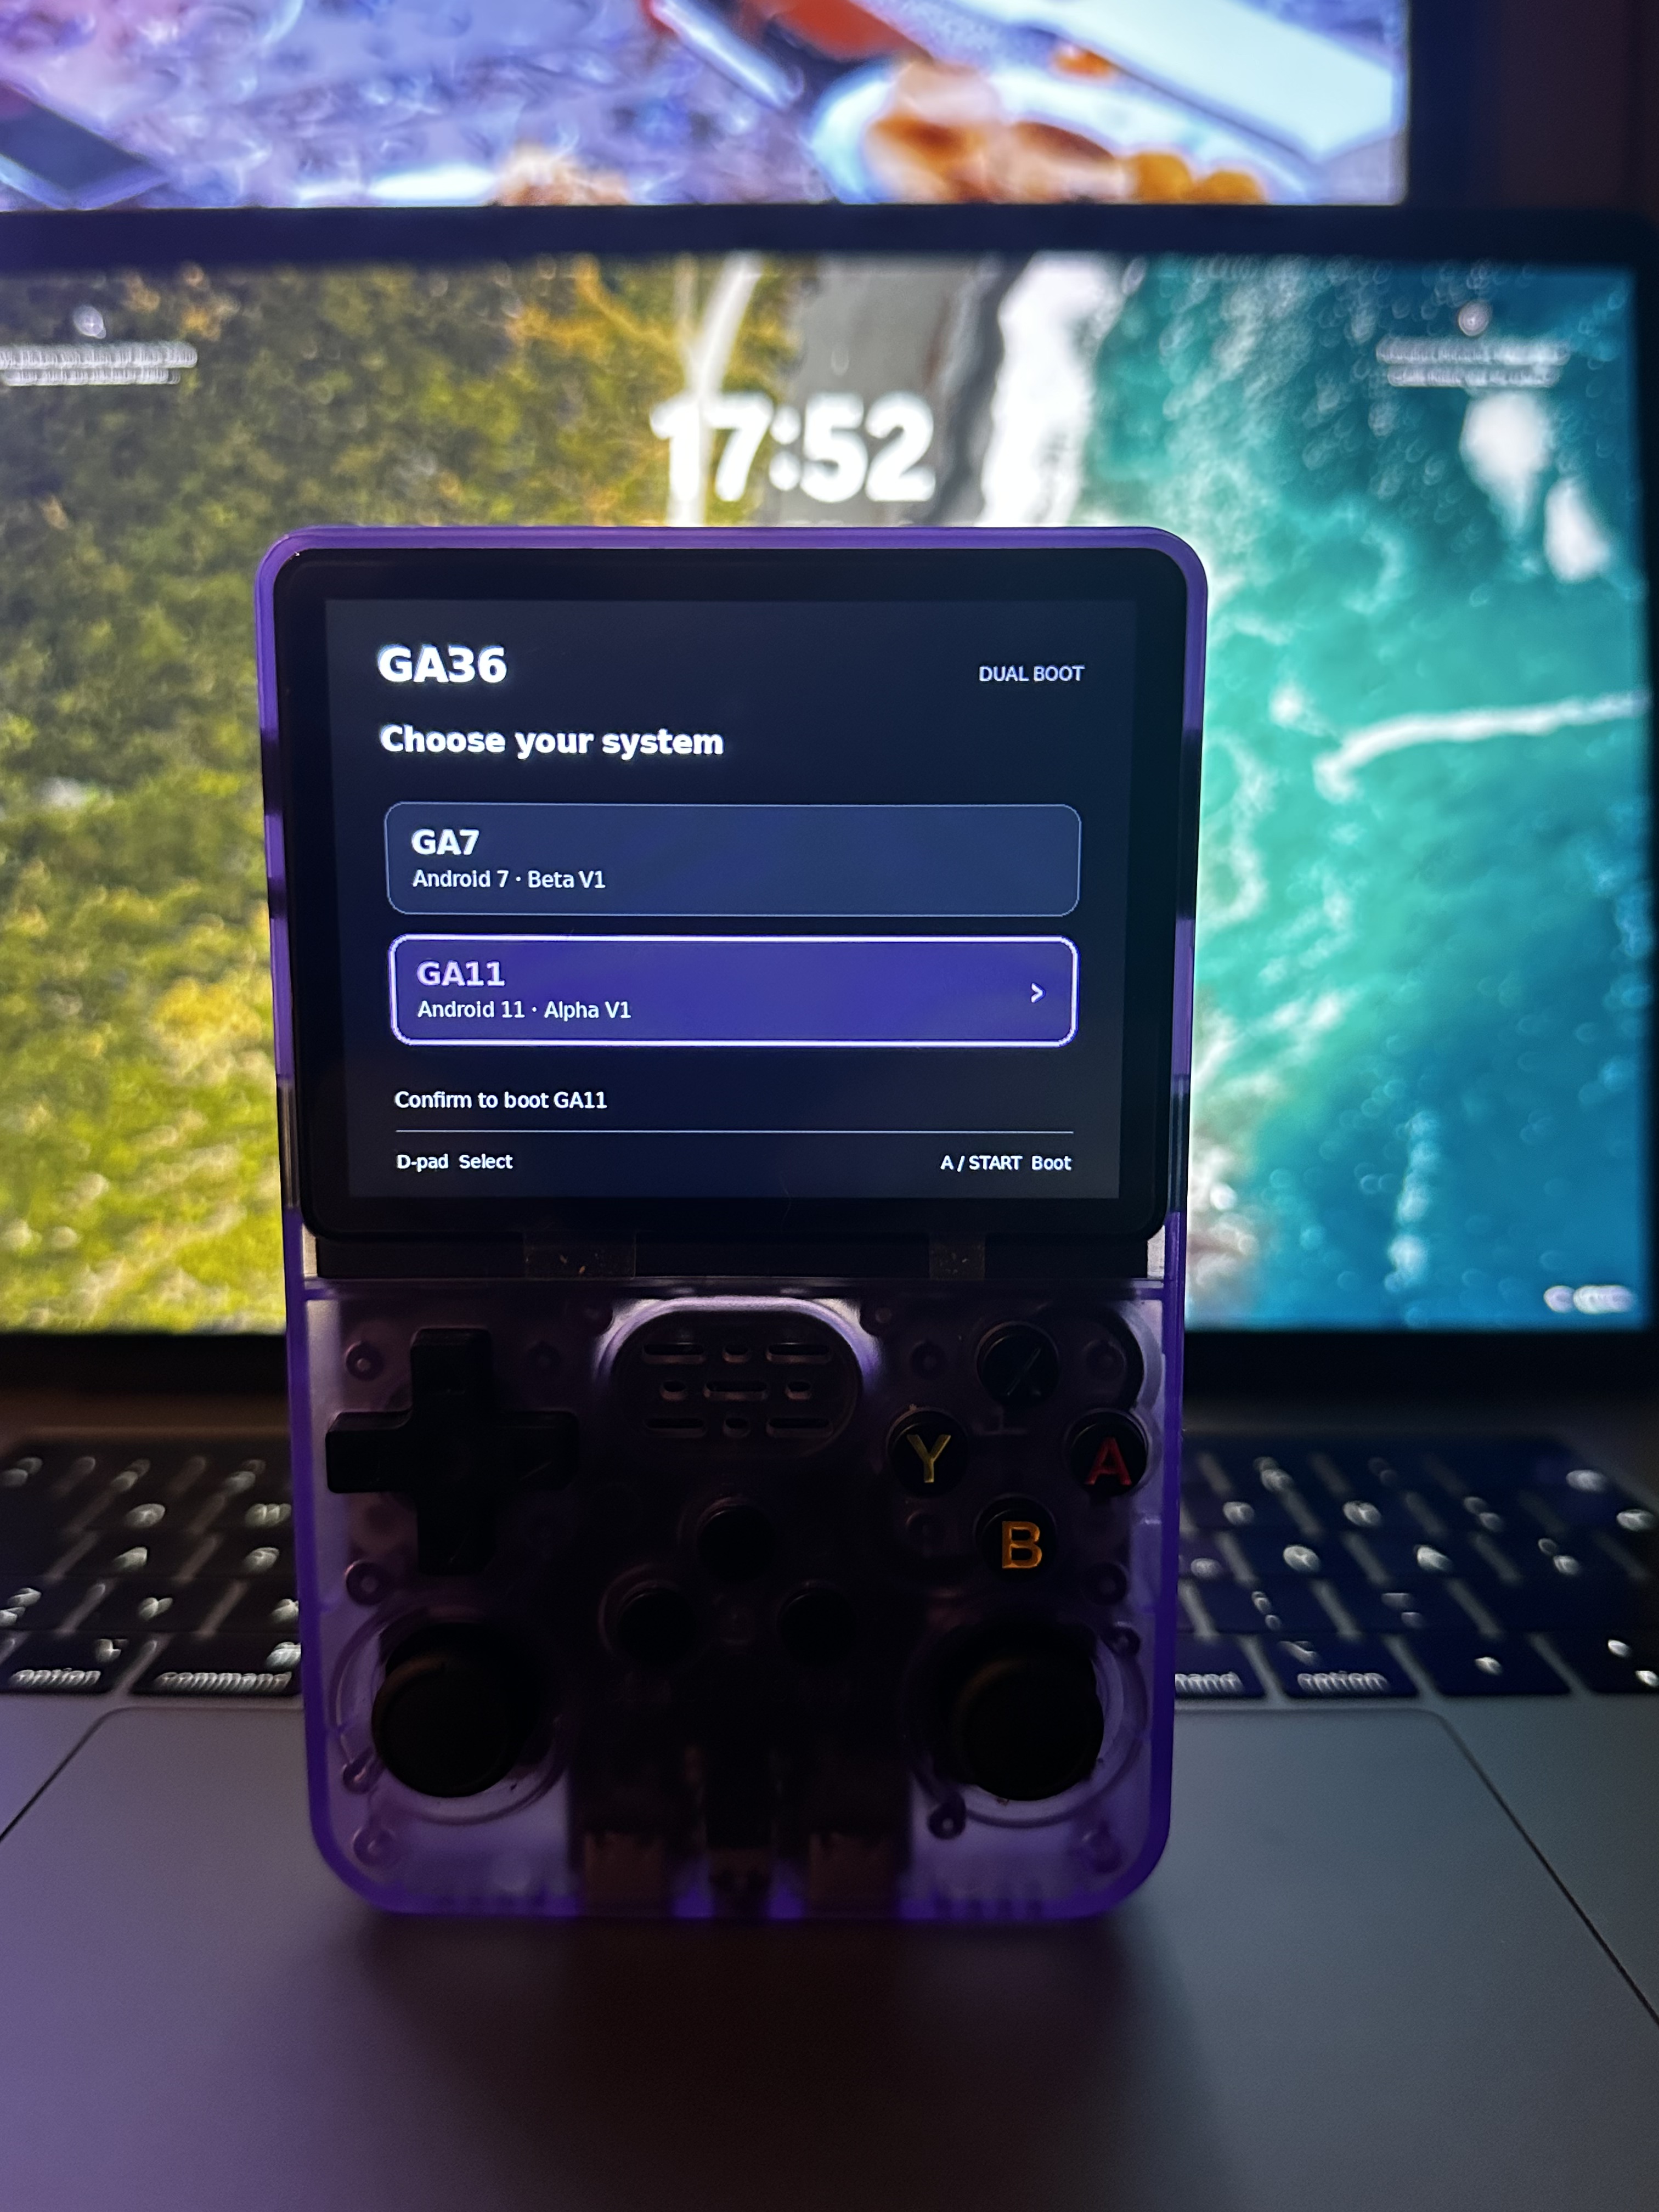 17:52
GA36
DUAL BOOT
Choose your system
GA7
Android 7 · Beta V1
GA11
Android 11 · Alpha V1
>
Confirm to boot GA11
D-pad Select
A / START Boot
Y
A
B
option
command
option